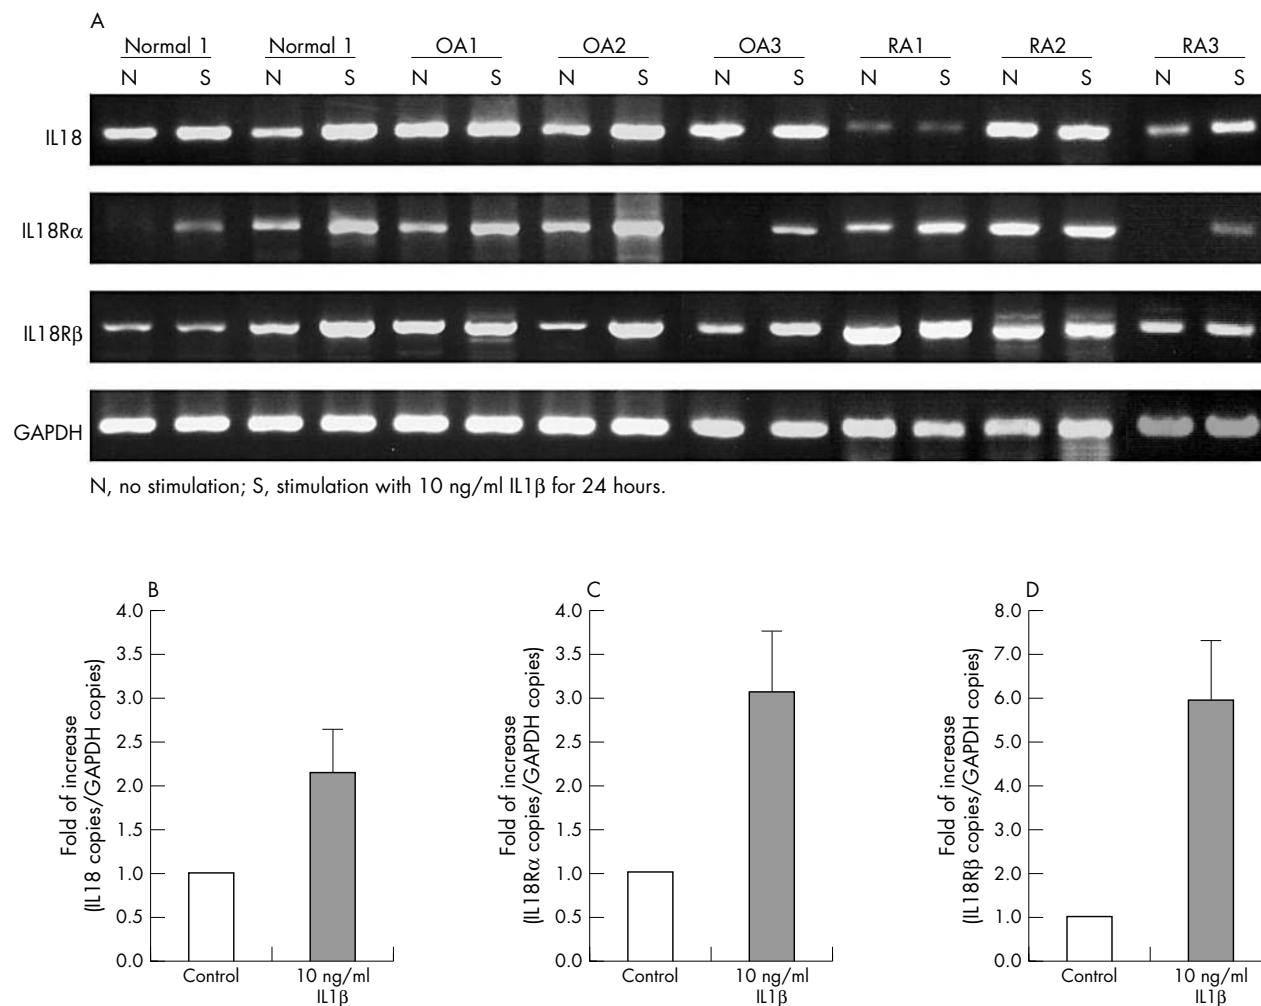 A
Normal 1 Normal 1 OA1 OA2 OA3 RA1 RA2 RA3
N S N S N S N S N S N S N S N S
IL18
IL18Rα
IL18Rβ
GAPDH
N, no stimulation; S, stimulation with 10 ng/ml IL1β for 24 hours.
B
Fold of increase
(IL18 copies/GAPDH copies)
4.0
3.5
3.0
2.5
2.0
1.5
1.0
0.5
0.0
Control 10 ng/ml
IL1β
C
Fold of increase
(IL18Rα copies/GAPDH copies)
4.0
3.5
3.0
2.5
2.0
1.5
1.0
0.5
0.0
Control 10 ng/ml
IL1β
D
Fold of increase
(IL18Rβ copies/GAPDH copies)
8.0
7.0
6.0
5.0
4.0
3.0
2.0
1.0
0.0
Control 10 ng/ml
IL1β